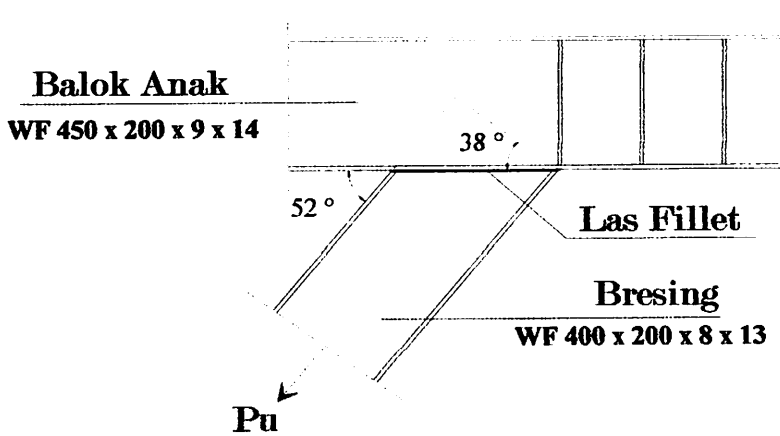 Balok Anak
WF 450 x 200 x 9 x 14
38 °
52 °
Las Fillet
Bresing
WF 400 x 200 x 8 x 13
Pu